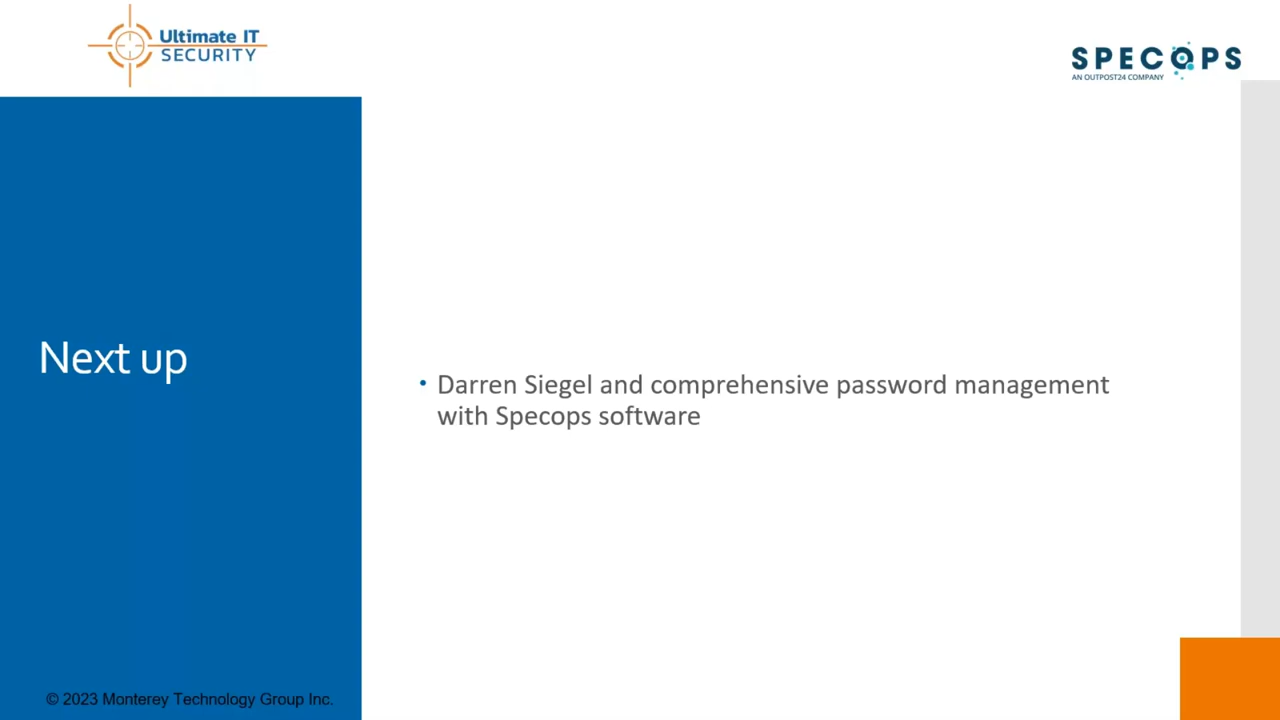 Ultimate IT
SECURITY
SPECOPS
AN OUTPOST24 COMPANY
Next up
• Darren Siegel and comprehensive password management
with Specops software
© 2023 Monterey Technology Group Inc.